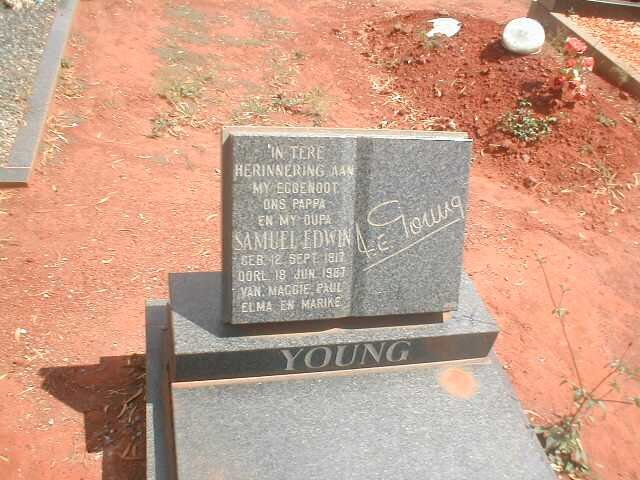 IN TERE
HERINNERING AAN
MY EGGENOOT
ONS PAPPA
EN MY OUPA
SAMUEL EDWIN
GEB. 12 SEPT. 1917
OORL. 18 JUN. 1987
VAN, MAGGIE, PAUL
ELMA EN MARIKE
S.E Young
YOUNG